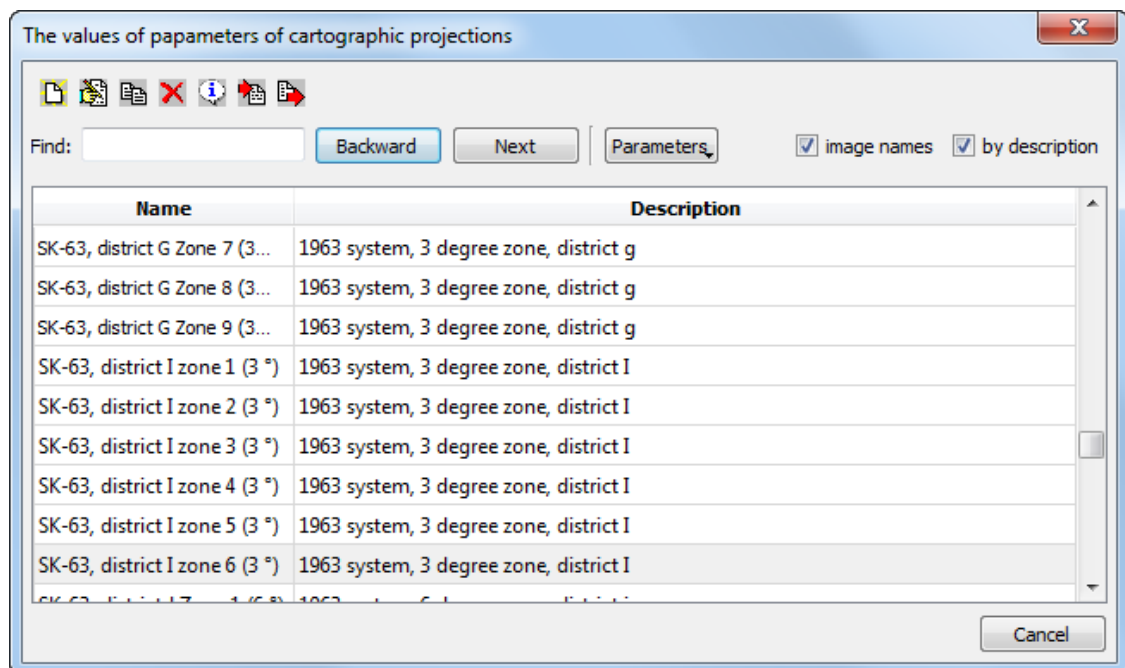 The values of papameters of cartographic projections
Find: Backward Next Parameters image names by description
Name Description
SK-63, district G Zone 7 (3... 1963 system, 3 degree zone, district g
SK-63, district G Zone 8 (3... 1963 system, 3 degree zone, district g
SK-63, district G Zone 9 (3... 1963 system, 3 degree zone, district g
SK-63, district I zone 1 (3 °) 1963 system, 3 degree zone, district I
SK-63, district I zone 2 (3 °) 1963 system, 3 degree zone, district I
SK-63, district I zone 3 (3 °) 1963 system, 3 degree zone, district I
SK-63, district I zone 4 (3 °) 1963 system, 3 degree zone, district I
SK-63, district I zone 5 (3 °) 1963 system, 3 degree zone, district I
SK-63, district I zone 6 (3 °) 1963 system, 3 degree zone, district I
Cancel